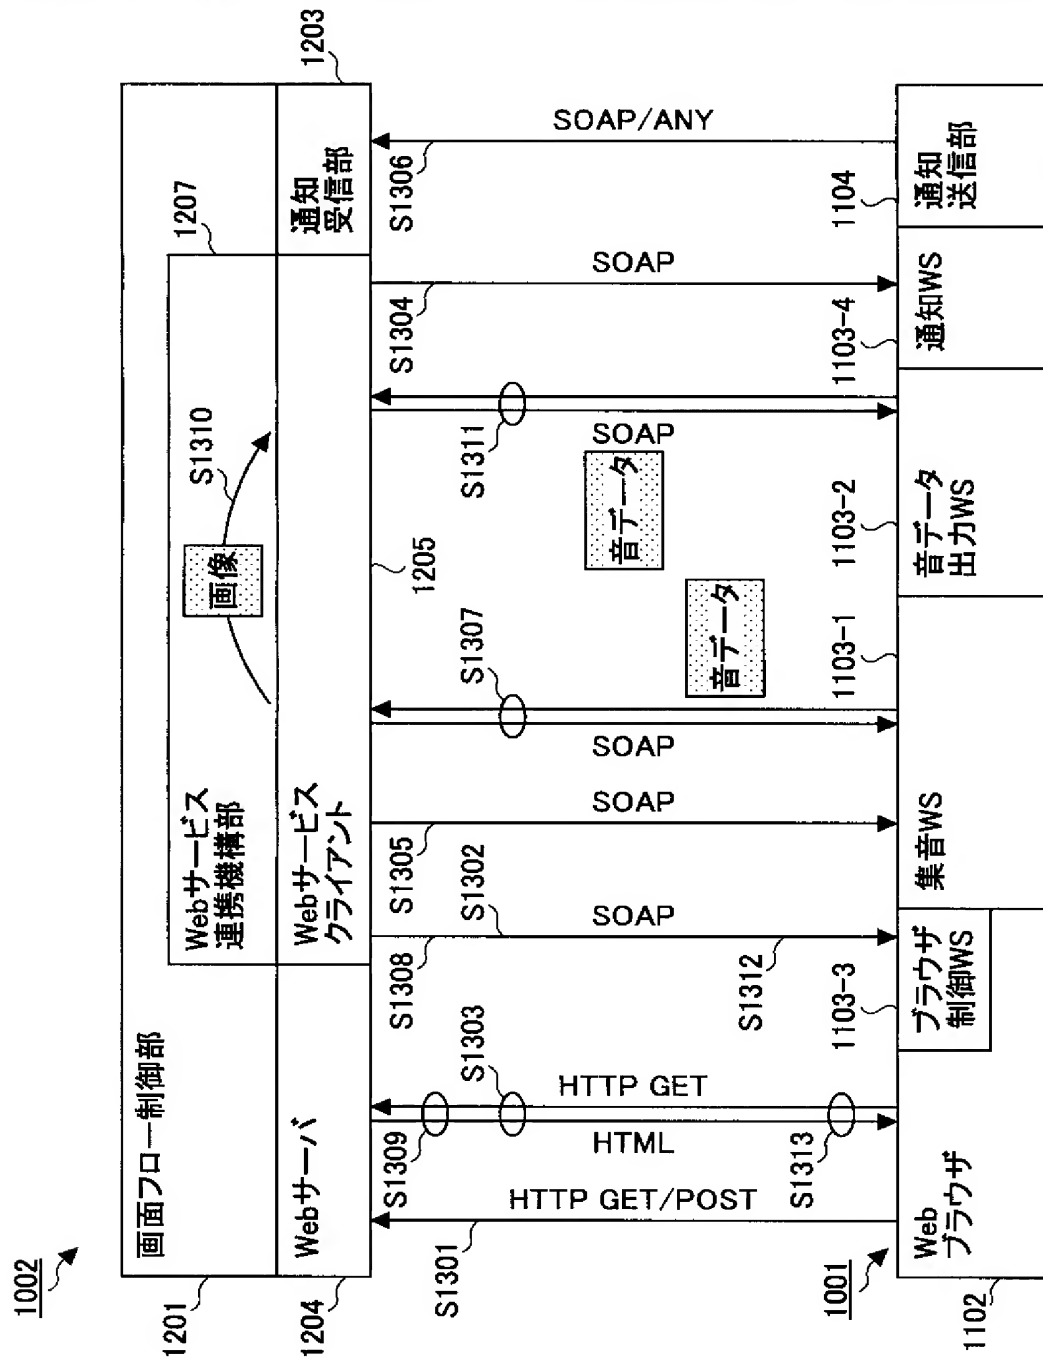 1002
1201
画面フロー制御部
1204
Webサーバ
Webサービス
連携機構部
Webサービス
クライアント
画像
S1310
1207
通知
受信部
1203
1205
S1301
HTTP GET/POST
S1309
S1303
HTTP GET
HTML
S1313
S1308
S1302
SOAP
S1312
S1305
SOAP
S1307
SOAP
音データ
音データ
S1311
SOAP
S1304
SOAP
S1306
SOAP/ANY
1001
1102
Web
ブラウザ
1103-3
ブラウザ
制御WS
集音WS
1103-1
音データ
出力WS
1103-2
通知WS
1103-4
通知
送信部
1104